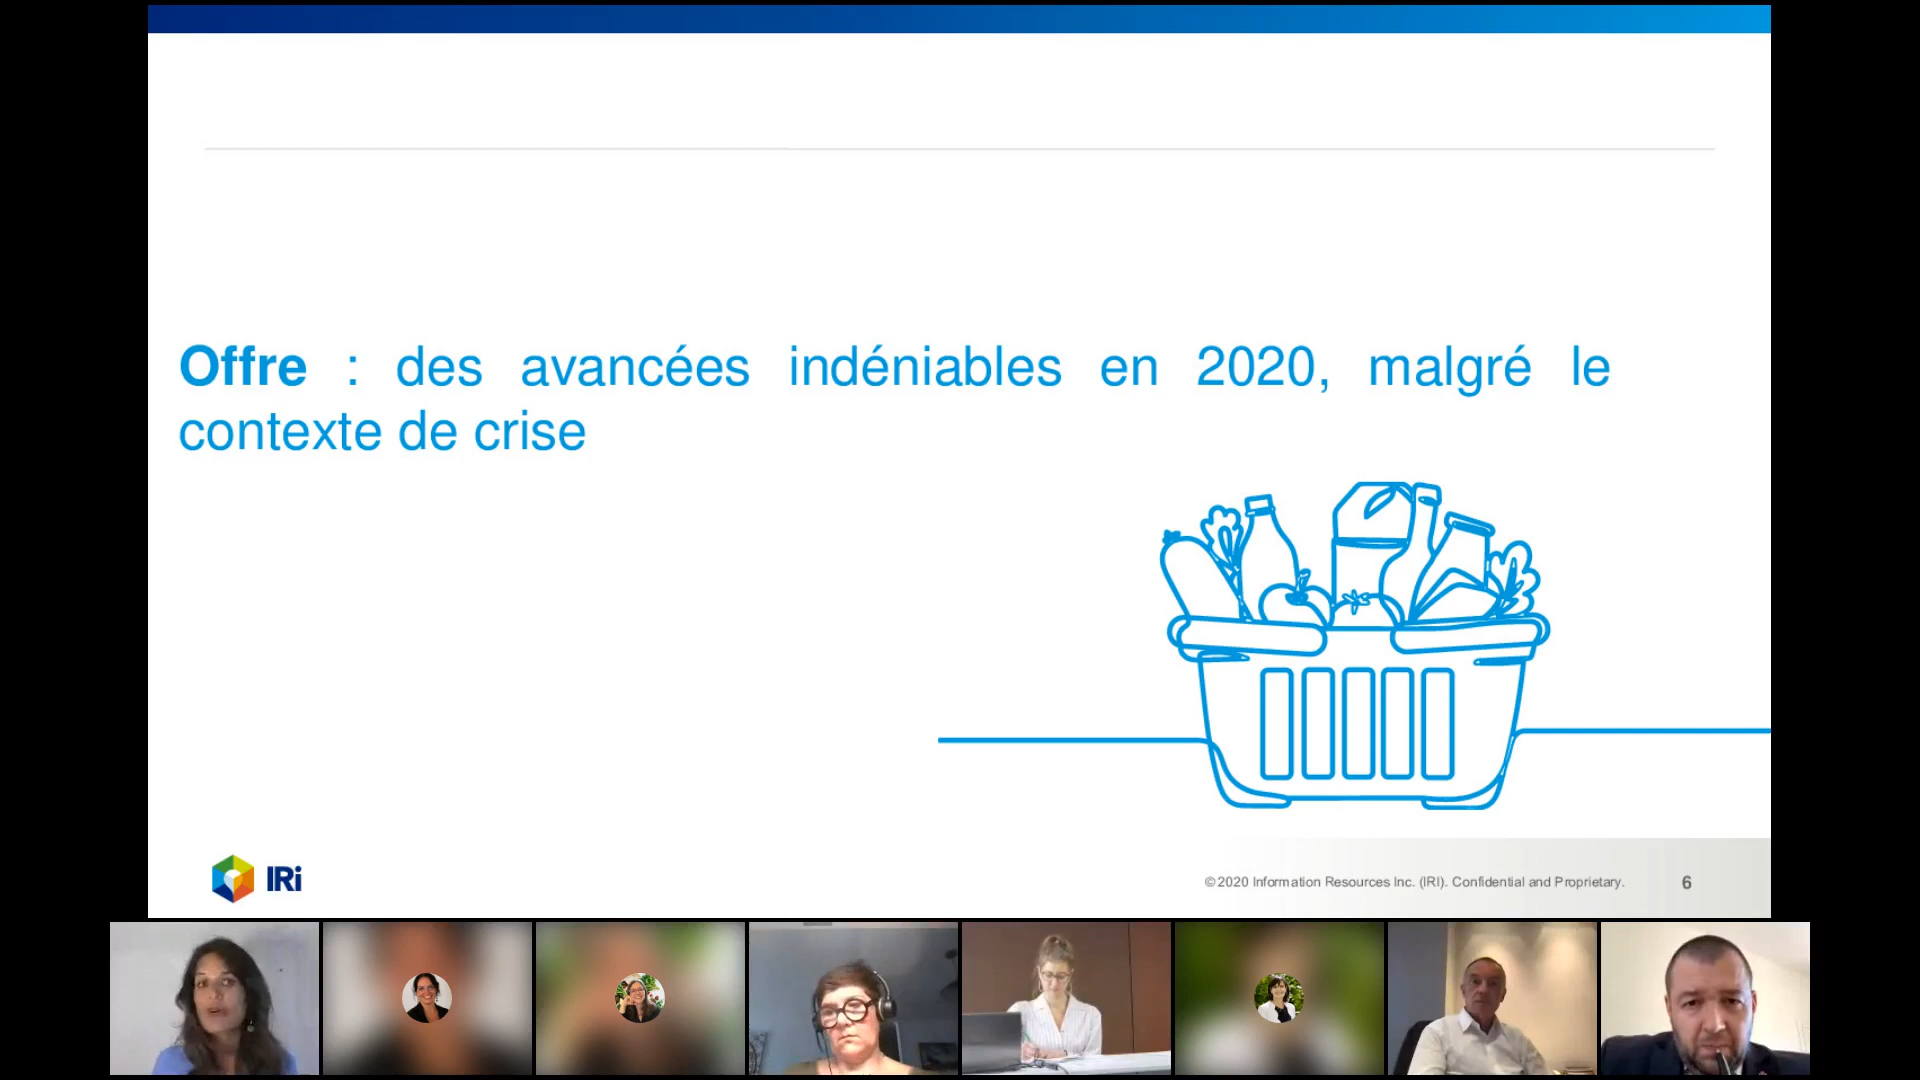 Offre : des avancées indéniables en 2020, malgré le
contexte de crise
IRi
© 2020 Information Resources Inc. (IRI). Confidential and Proprietary.
6